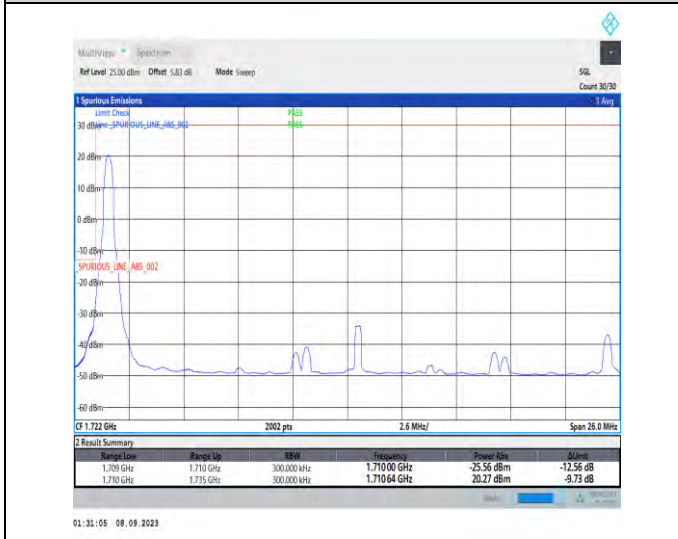 MultiView Spectrum
Ref Level 25.00 dBm Offset 5.83 dB Mode Sweep SGL
Count 30/30
1 Spurious Emissions 1 Avg
Limit Check PASS
30 dBm Line _SPURIOUS_LINE_ABS_002 PASS
20 dBm
10 dBm
0 dBm
-10 dBm
_SPURIOUS_LINE_ABS_002
-20 dBm
-30 dBm
-40 dBm
-50 dBm
-60 dBm
CF 1.722 GHz 2002 pts 2.6 MHz/ Span 26.0 MHz
2 Result Summary
Range Low Range Up RBW Frequency Power Abs ΔLimit
1.709 GHz 1.710 GHz 300.000 kHz 1.71000 GHz -25.56 dBm -12.56 dB
1.710 GHz 1.735 GHz 300.000 kHz 1.71064 GHz 20.27 dBm -9.73 dB
01:31:05 08.09.2023